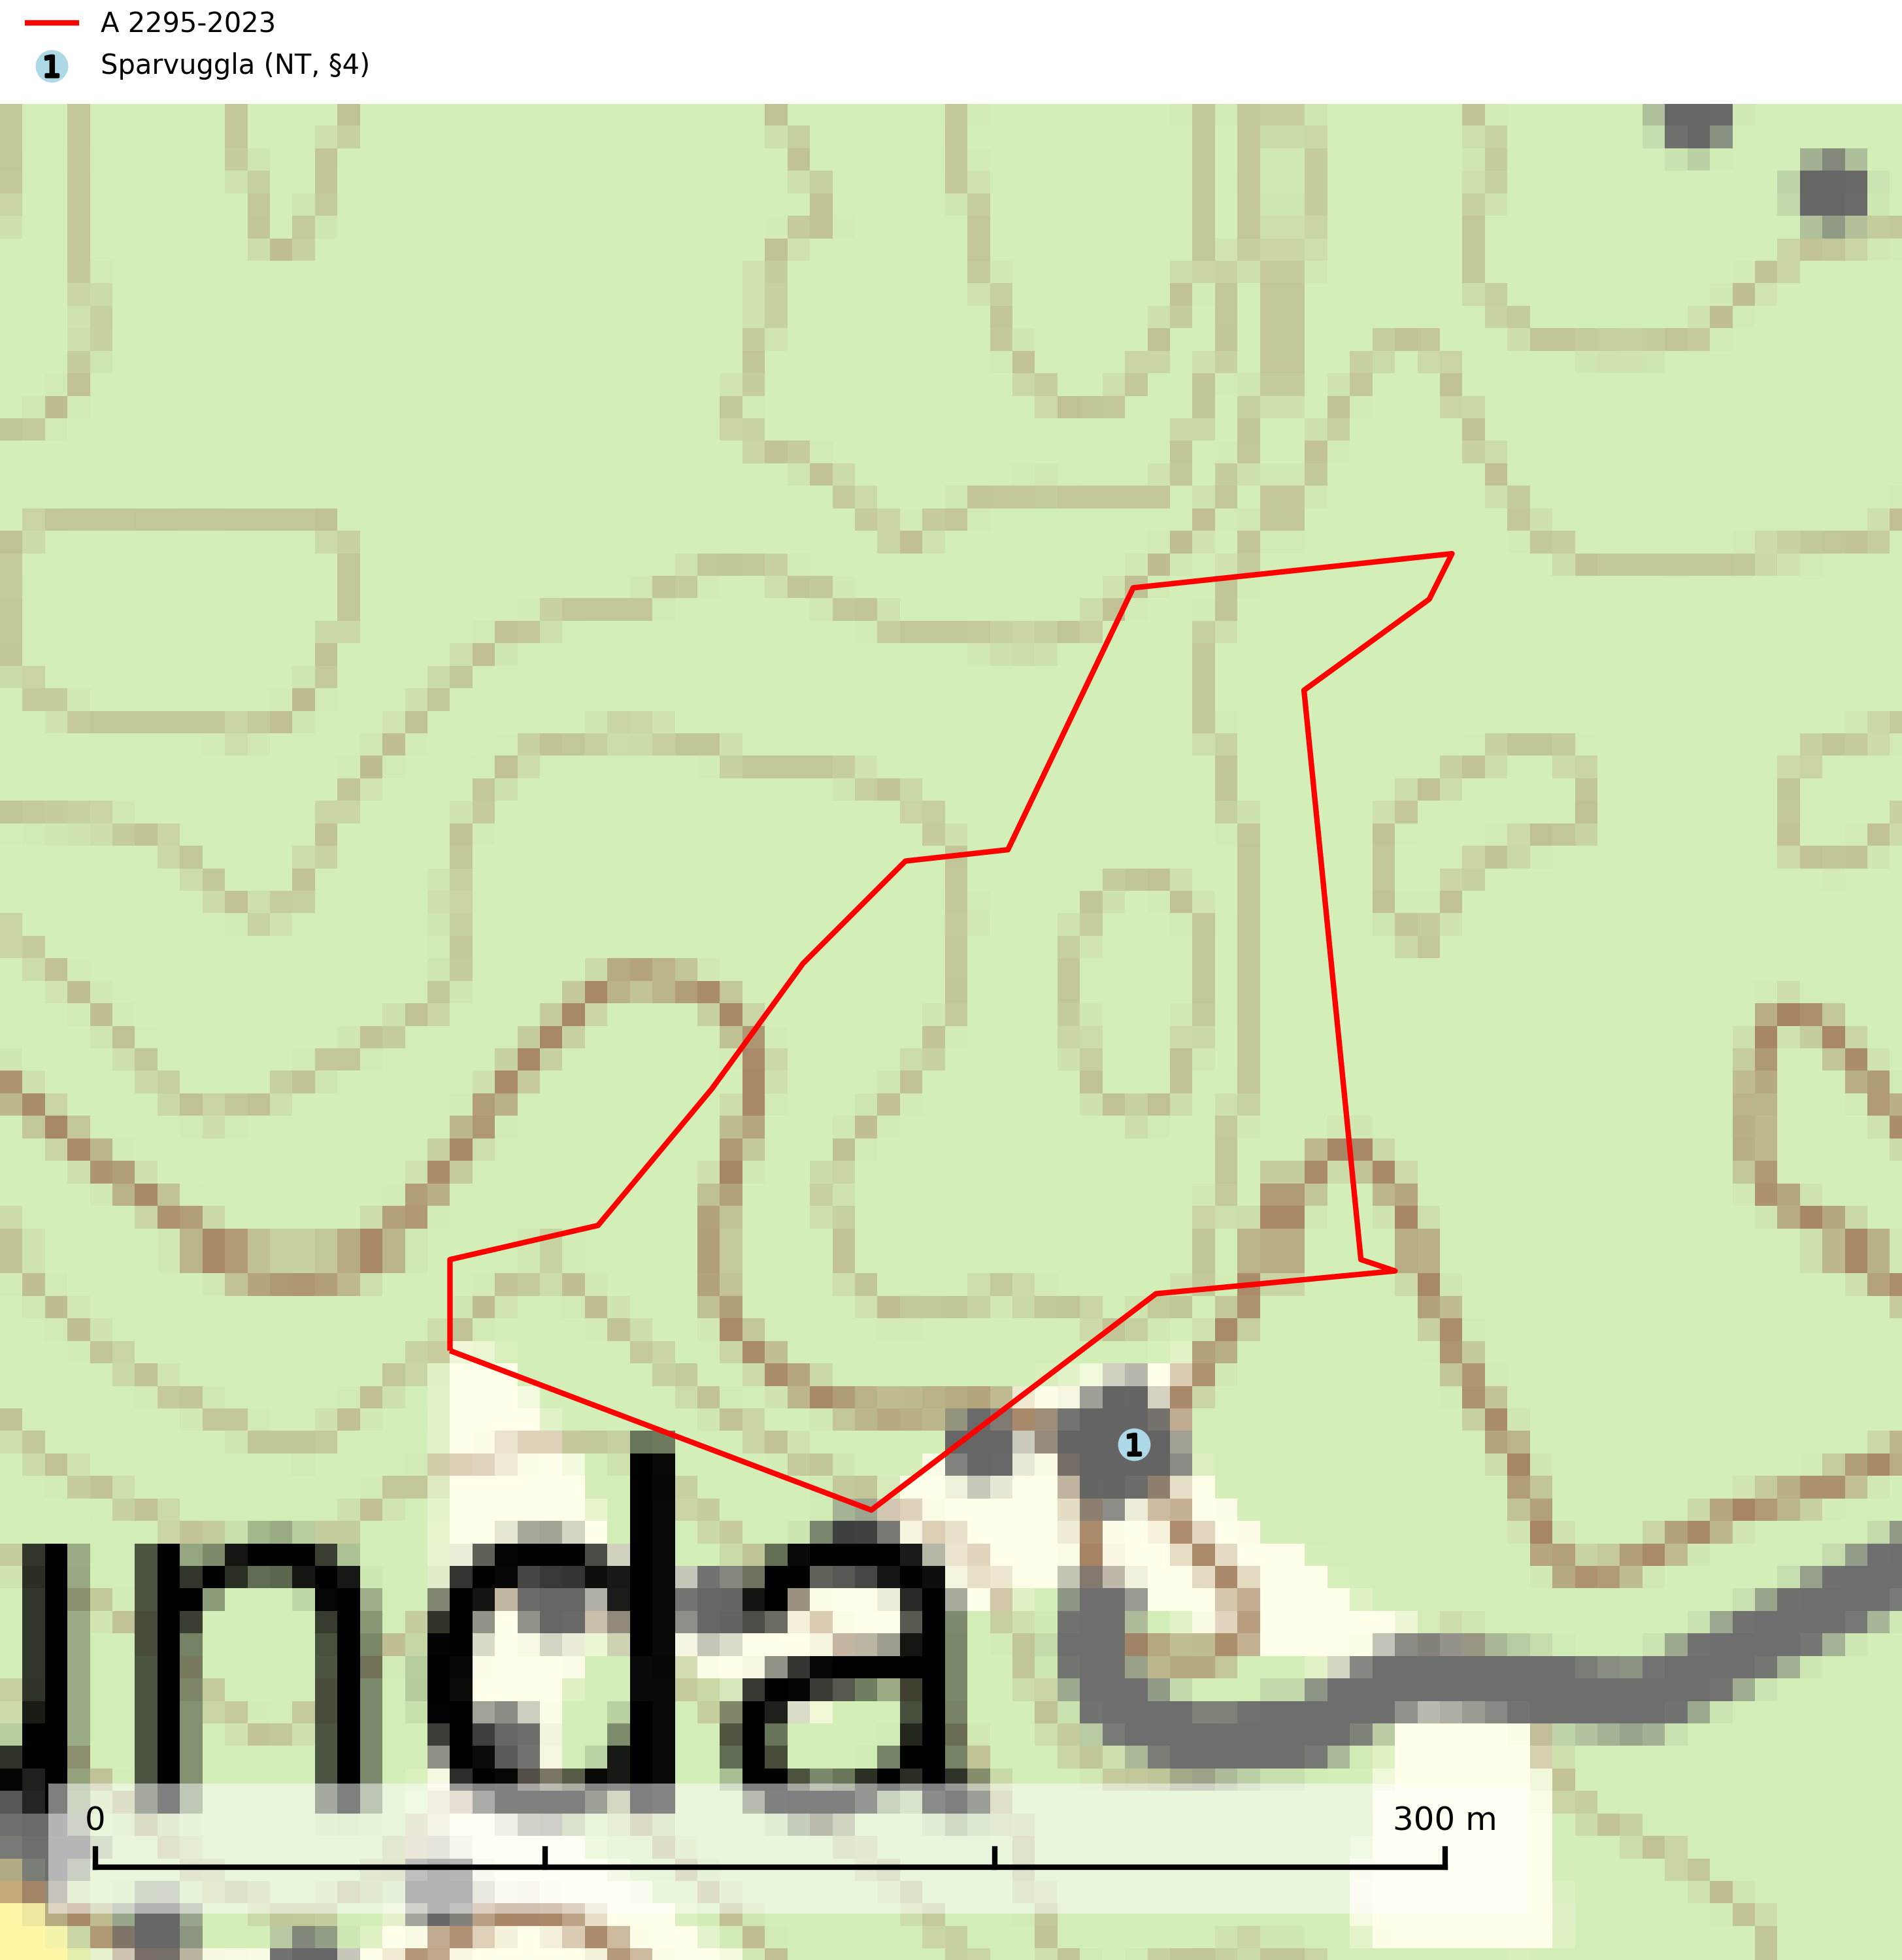 A 2295-2023
1 Sparvuggla (NT, §4)
1
nda
0 300 m